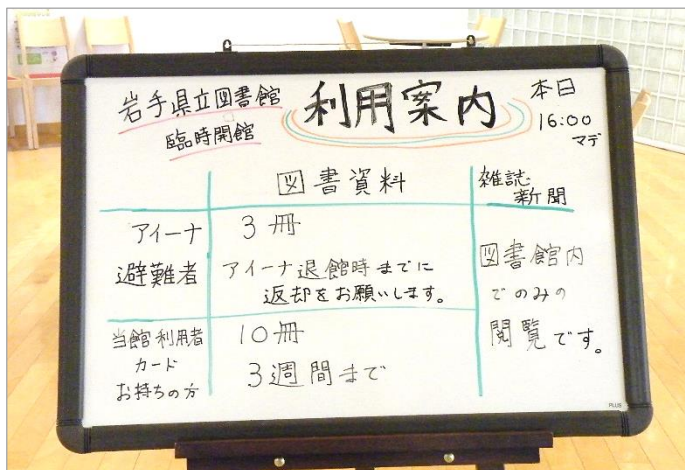 岩手県立図書館
臨時開館
利用案内
本日
16:00
マデ
図書資料
雑誌・
新聞
アイーナ
避難者
3冊
アイーナ退館時までに
返却をお願いします。
当館利用者
カード
お持ちの方
10冊
3週間まで
図書館内
でのみの
閲覧です。
PLUS